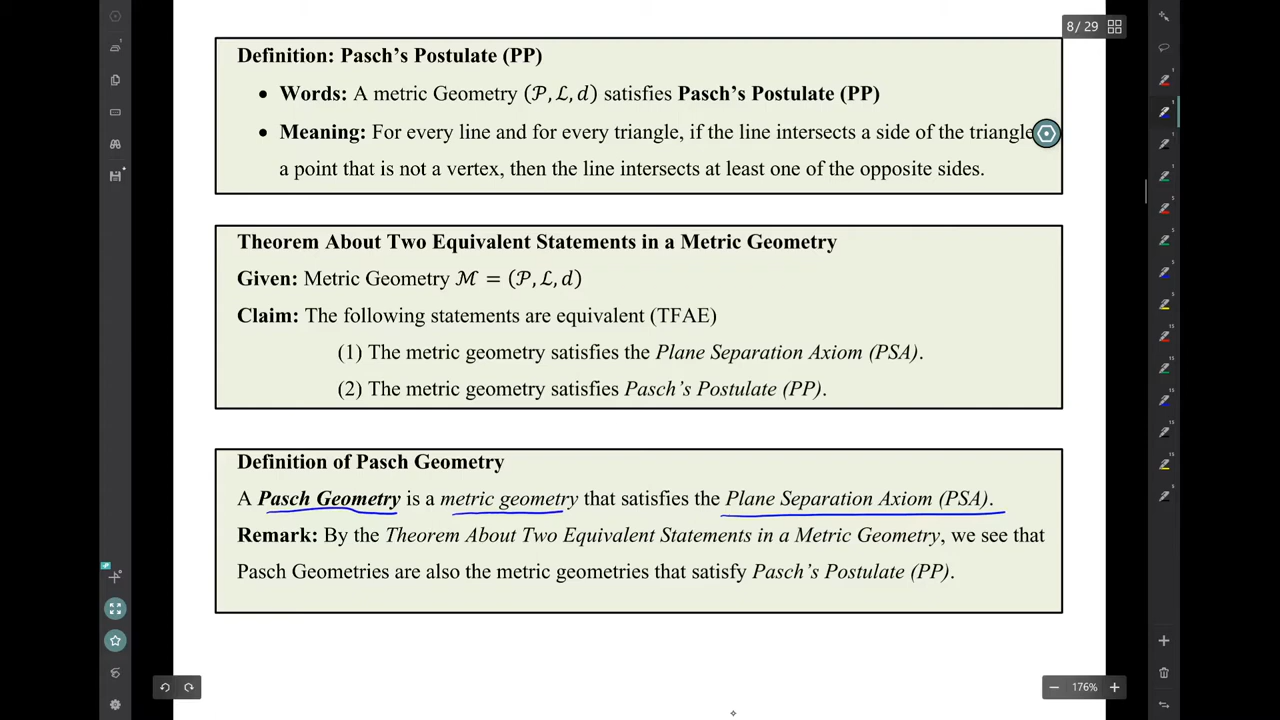 8 / 29
Definition: Pasch's Postulate (PP)
• Words: A metric Geometry (𝒫, ℒ, d) satisfies Pasch's Postulate (PP)
• Meaning: For every line and for every triangle, if the line intersects a side of the triangle
a point that is not a vertex, then the line intersects at least one of the opposite sides.
Theorem About Two Equivalent Statements in a Metric Geometry
Given: Metric Geometry ℳ = (𝒫, ℒ, d)
Claim: The following statements are equivalent (TFAE)
(1) The metric geometry satisfies the Plane Separation Axiom (PSA).
(2) The metric geometry satisfies Pasch's Postulate (PP).
Definition of Pasch Geometry
A Pasch Geometry is a metric geometry that satisfies the Plane Separation Axiom (PSA).
Remark: By the Theorem About Two Equivalent Statements in a Metric Geometry, we see that
Pasch Geometries are also the metric geometries that satisfy Pasch's Postulate (PP).
176%